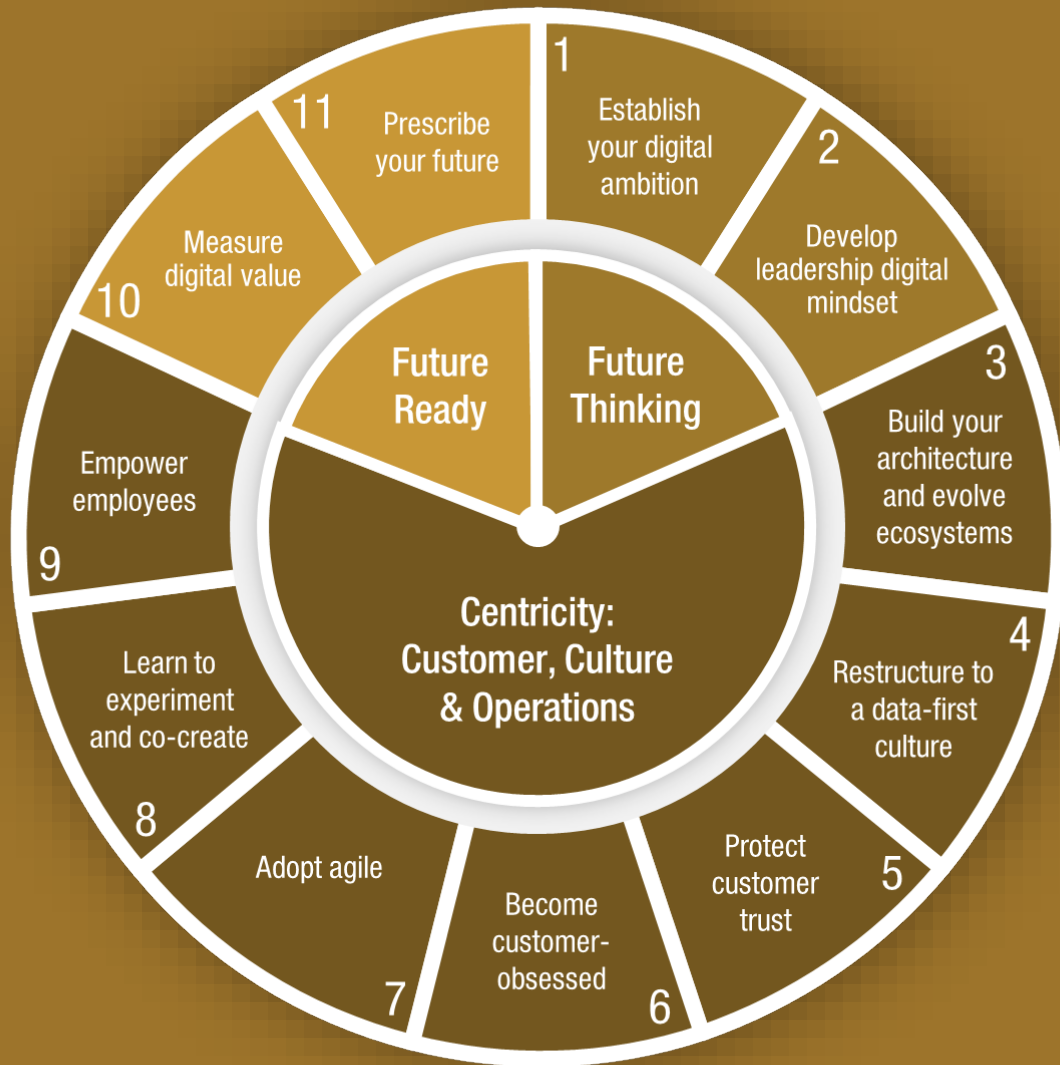 1
Establish
your digital
ambition
2
Develop
leadership digital
mindset
3
Build your
architecture
and evolve
ecosystems
4
Restructure to
a data-first
culture
5
Protect
customer
trust
6
Become
customer-
obsessed
7
Adopt agile
8
Learn to
experiment
and co-create
9
Empower
employees
10
Measure
digital value
11
Prescribe
your future
Future
Ready
Future
Thinking
Centricity:
Customer, Culture
& Operations